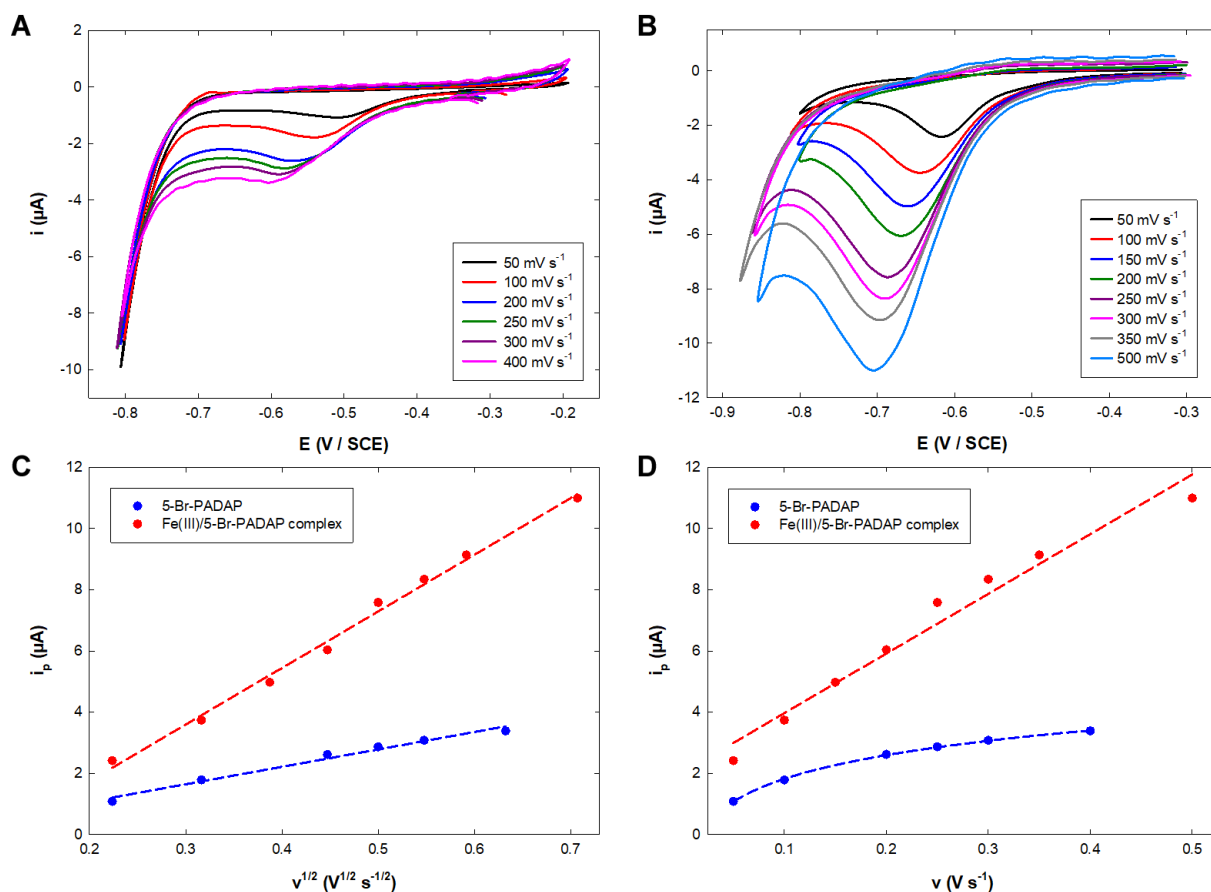 A
2
0
-2
-4
-6
-8
-10
i (µA)
-0.8 -0.7 -0.6 -0.5 -0.4 -0.3 -0.2
E (V / SCE)
50 mV s⁻¹
100 mV s⁻¹
200 mV s⁻¹
250 mV s⁻¹
300 mV s⁻¹
400 mV s⁻¹
B
2
0
-2
-4
-6
-8
-10
-12
i (µA)
-0.9 -0.8 -0.7 -0.6 -0.5 -0.4 -0.3
E (V / SCE)
50 mV s⁻¹
100 mV s⁻¹
150 mV s⁻¹
200 mV s⁻¹
250 mV s⁻¹
300 mV s⁻¹
350 mV s⁻¹
500 mV s⁻¹
C
12
10
8
6
4
2
0
iₚ (µA)
5-Br-PADAP
Fe(III)/5-Br-PADAP complex
0.2 0.3 0.4 0.5 0.6 0.7
v¹ᐟ² (V¹ᐟ² s⁻¹ᐟ²)
D
12
10
8
6
4
2
0
iₚ (µA)
5-Br-PADAP
Fe(III)/5-Br-PADAP complex
0.1 0.2 0.3 0.4 0.5
v (V s⁻¹)